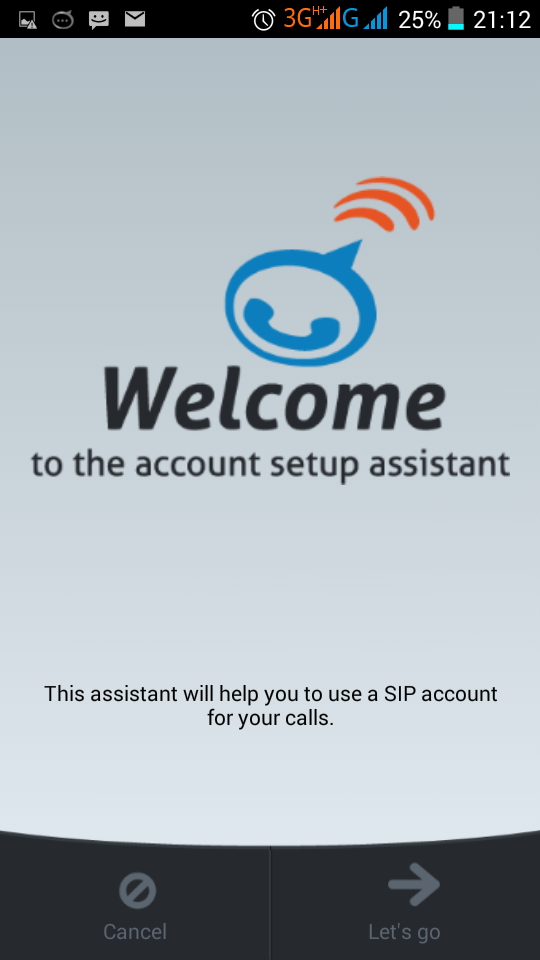 3G H+ G 25% 21:12
Welcome
to the account setup assistant
This assistant will help you to use a SIP account
for your calls.
Cancel Let's go